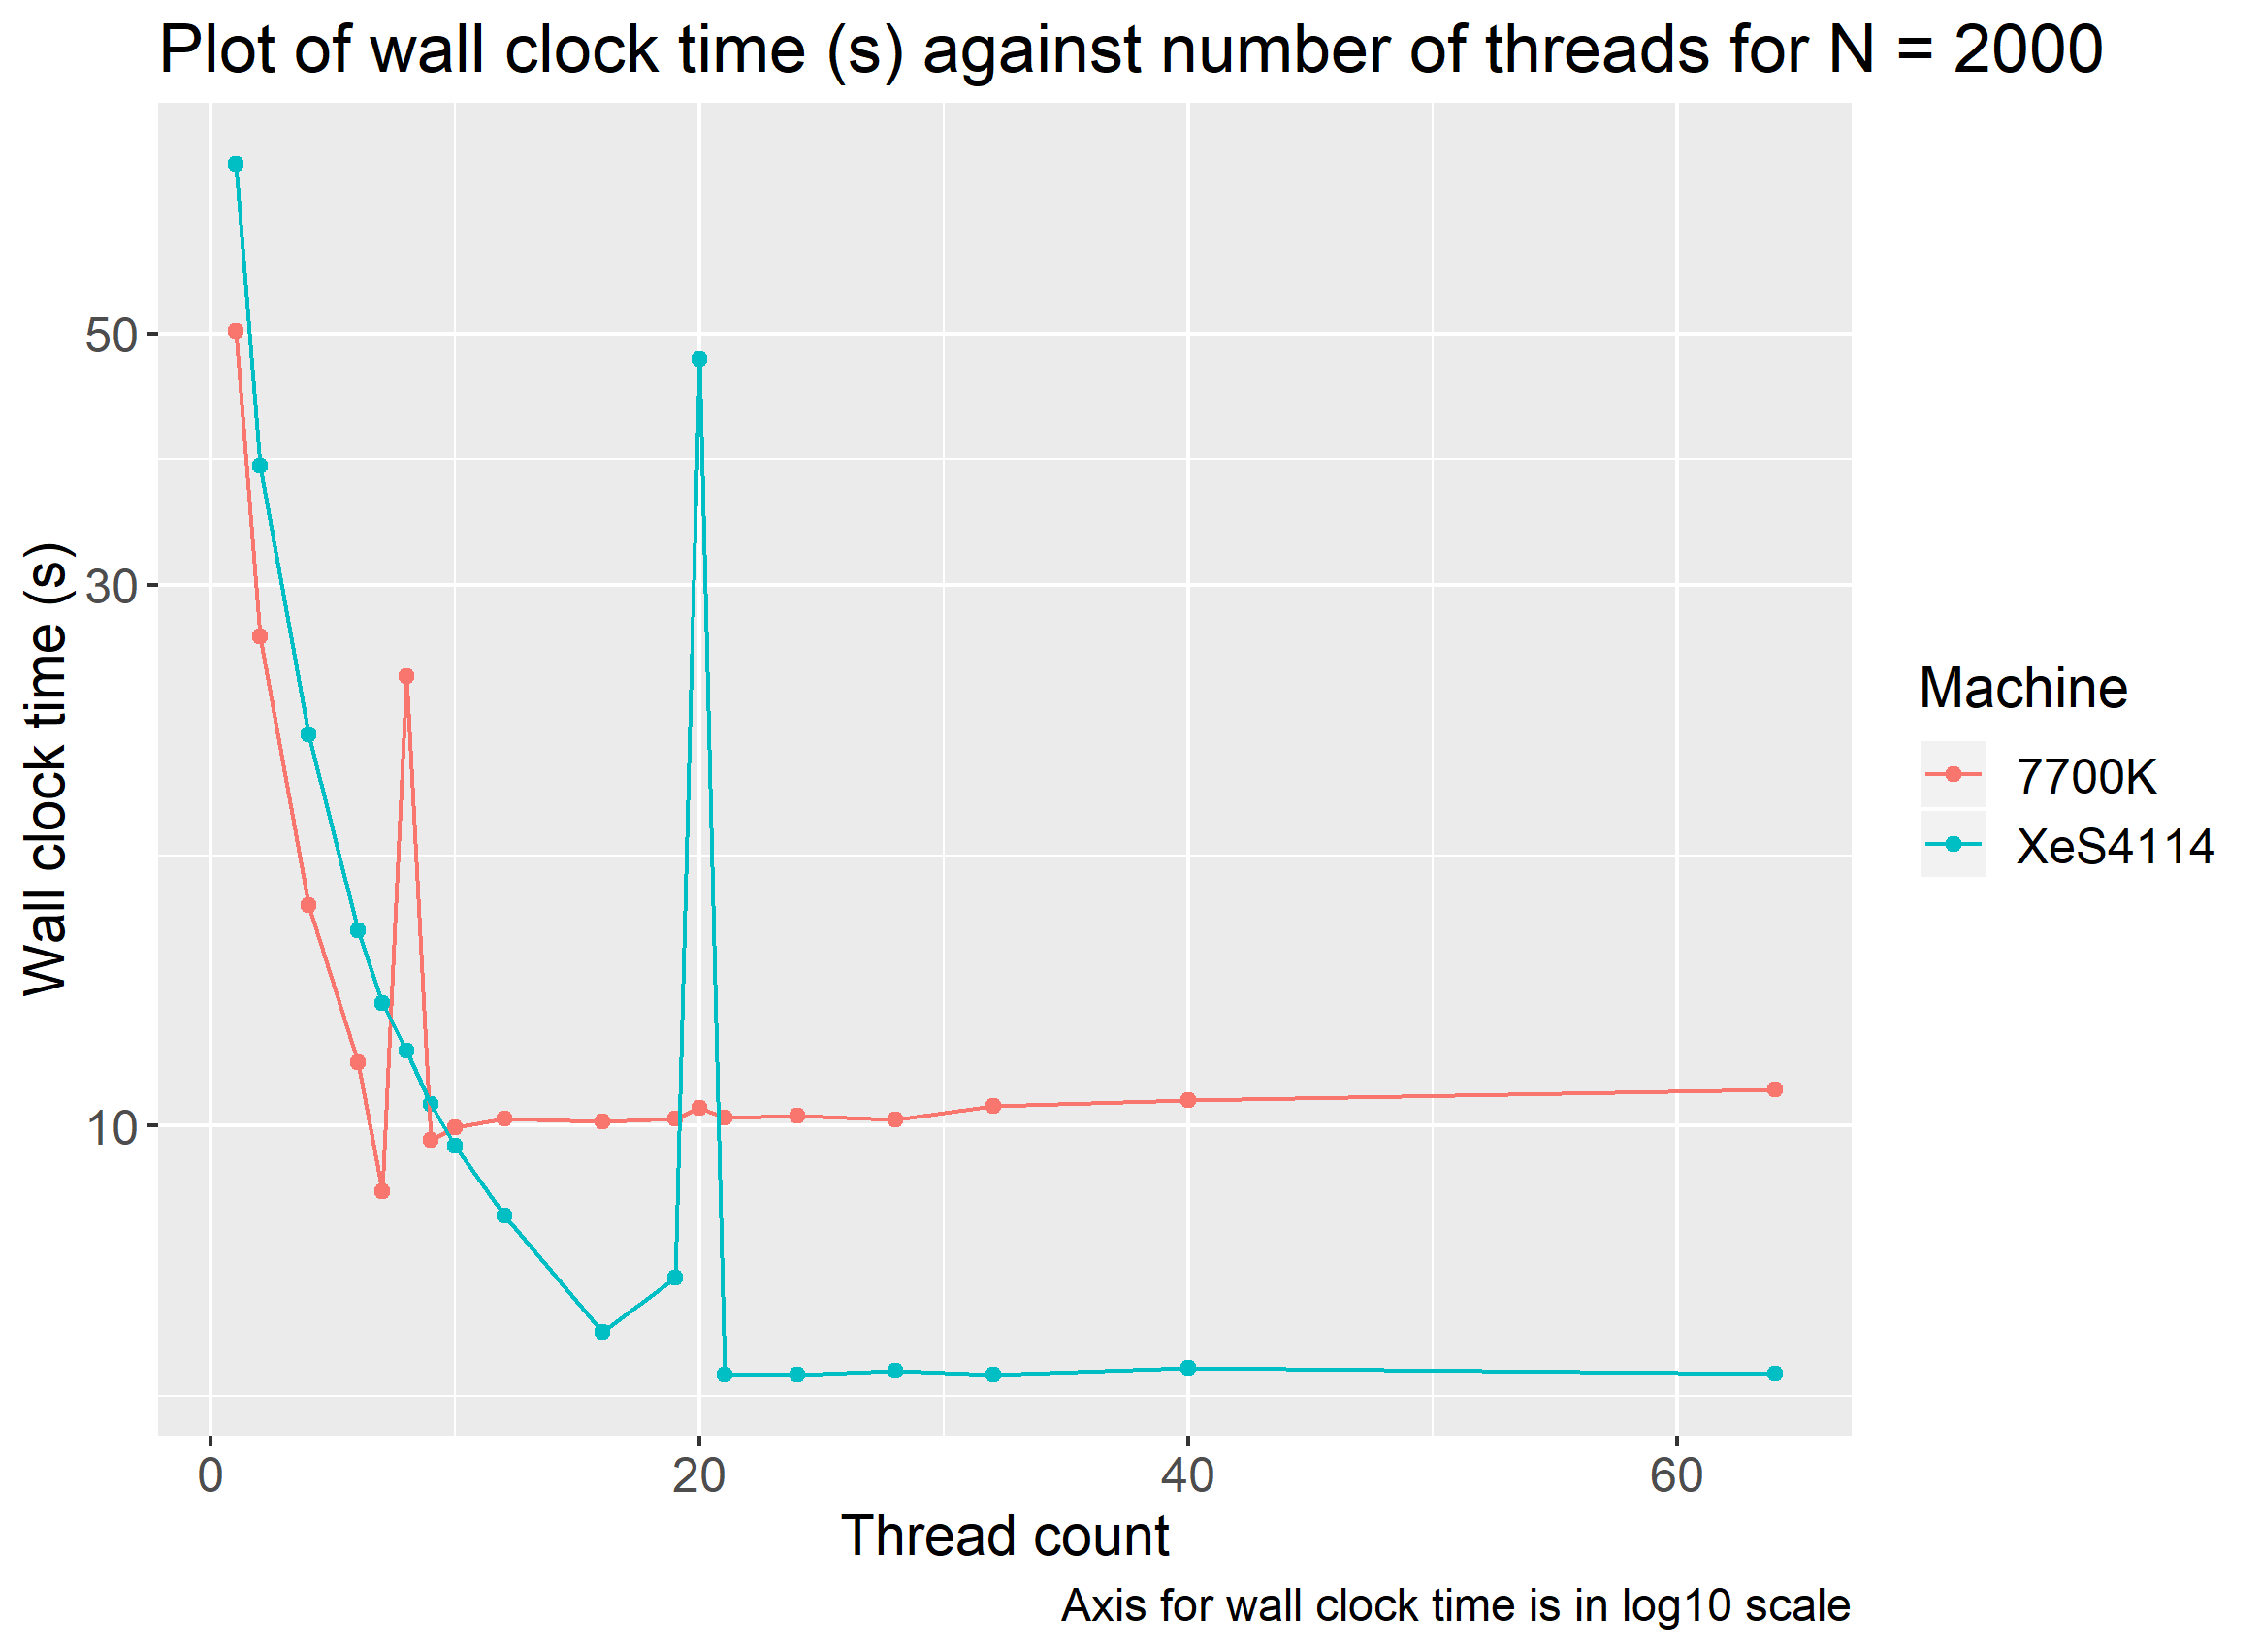 Plot of wall clock time (s) against number of threads for N = 2000
Wall clock time (s)
50
30
10
0
20
40
60
Thread count
Axis for wall clock time is in log10 scale
Machine
7700K
XeS4114